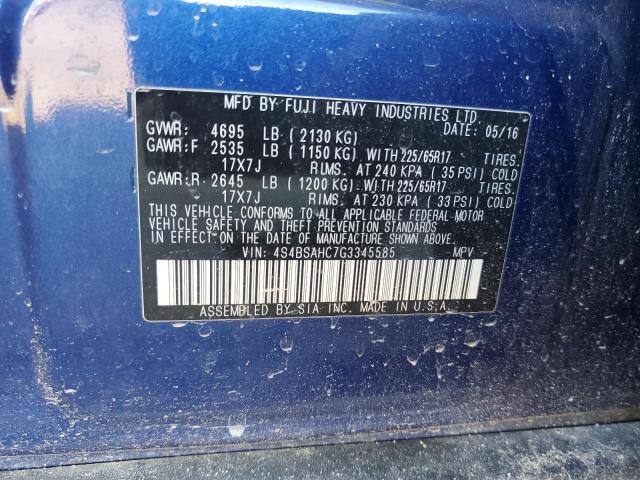 MFD BY FUJI HEAVY INDUSTRIES LTD.
GVWR: 4695 LB ( 2130 KG) DATE: 05/16
GAWR:F 2535 LB ( 1150 KG) WITH 225/65R17 TIRES.
17X7J RIMS. AT 240 KPA ( 35 PSI) COLD
GAWR:R 2645 LB ( 1200 KG) WITH 225/65R17 TIRES.
17X7J RIMS. AT 230 KPA ( 33 PSI) COLD
THIS VEHICLE CONFORMS TO ALL APPLICABLE FEDERAL MOTOR
VEHICLE SAFETY AND THEFT PREVENTION STANDARDS
IN EFFECT ON THE DATE OF MANUFACTURE SHOWN ABOVE.
VIN: 4S4BSAHC7G3345585 MPV
ASSEMBLED BY SIA INC. MADE IN U.S.A.